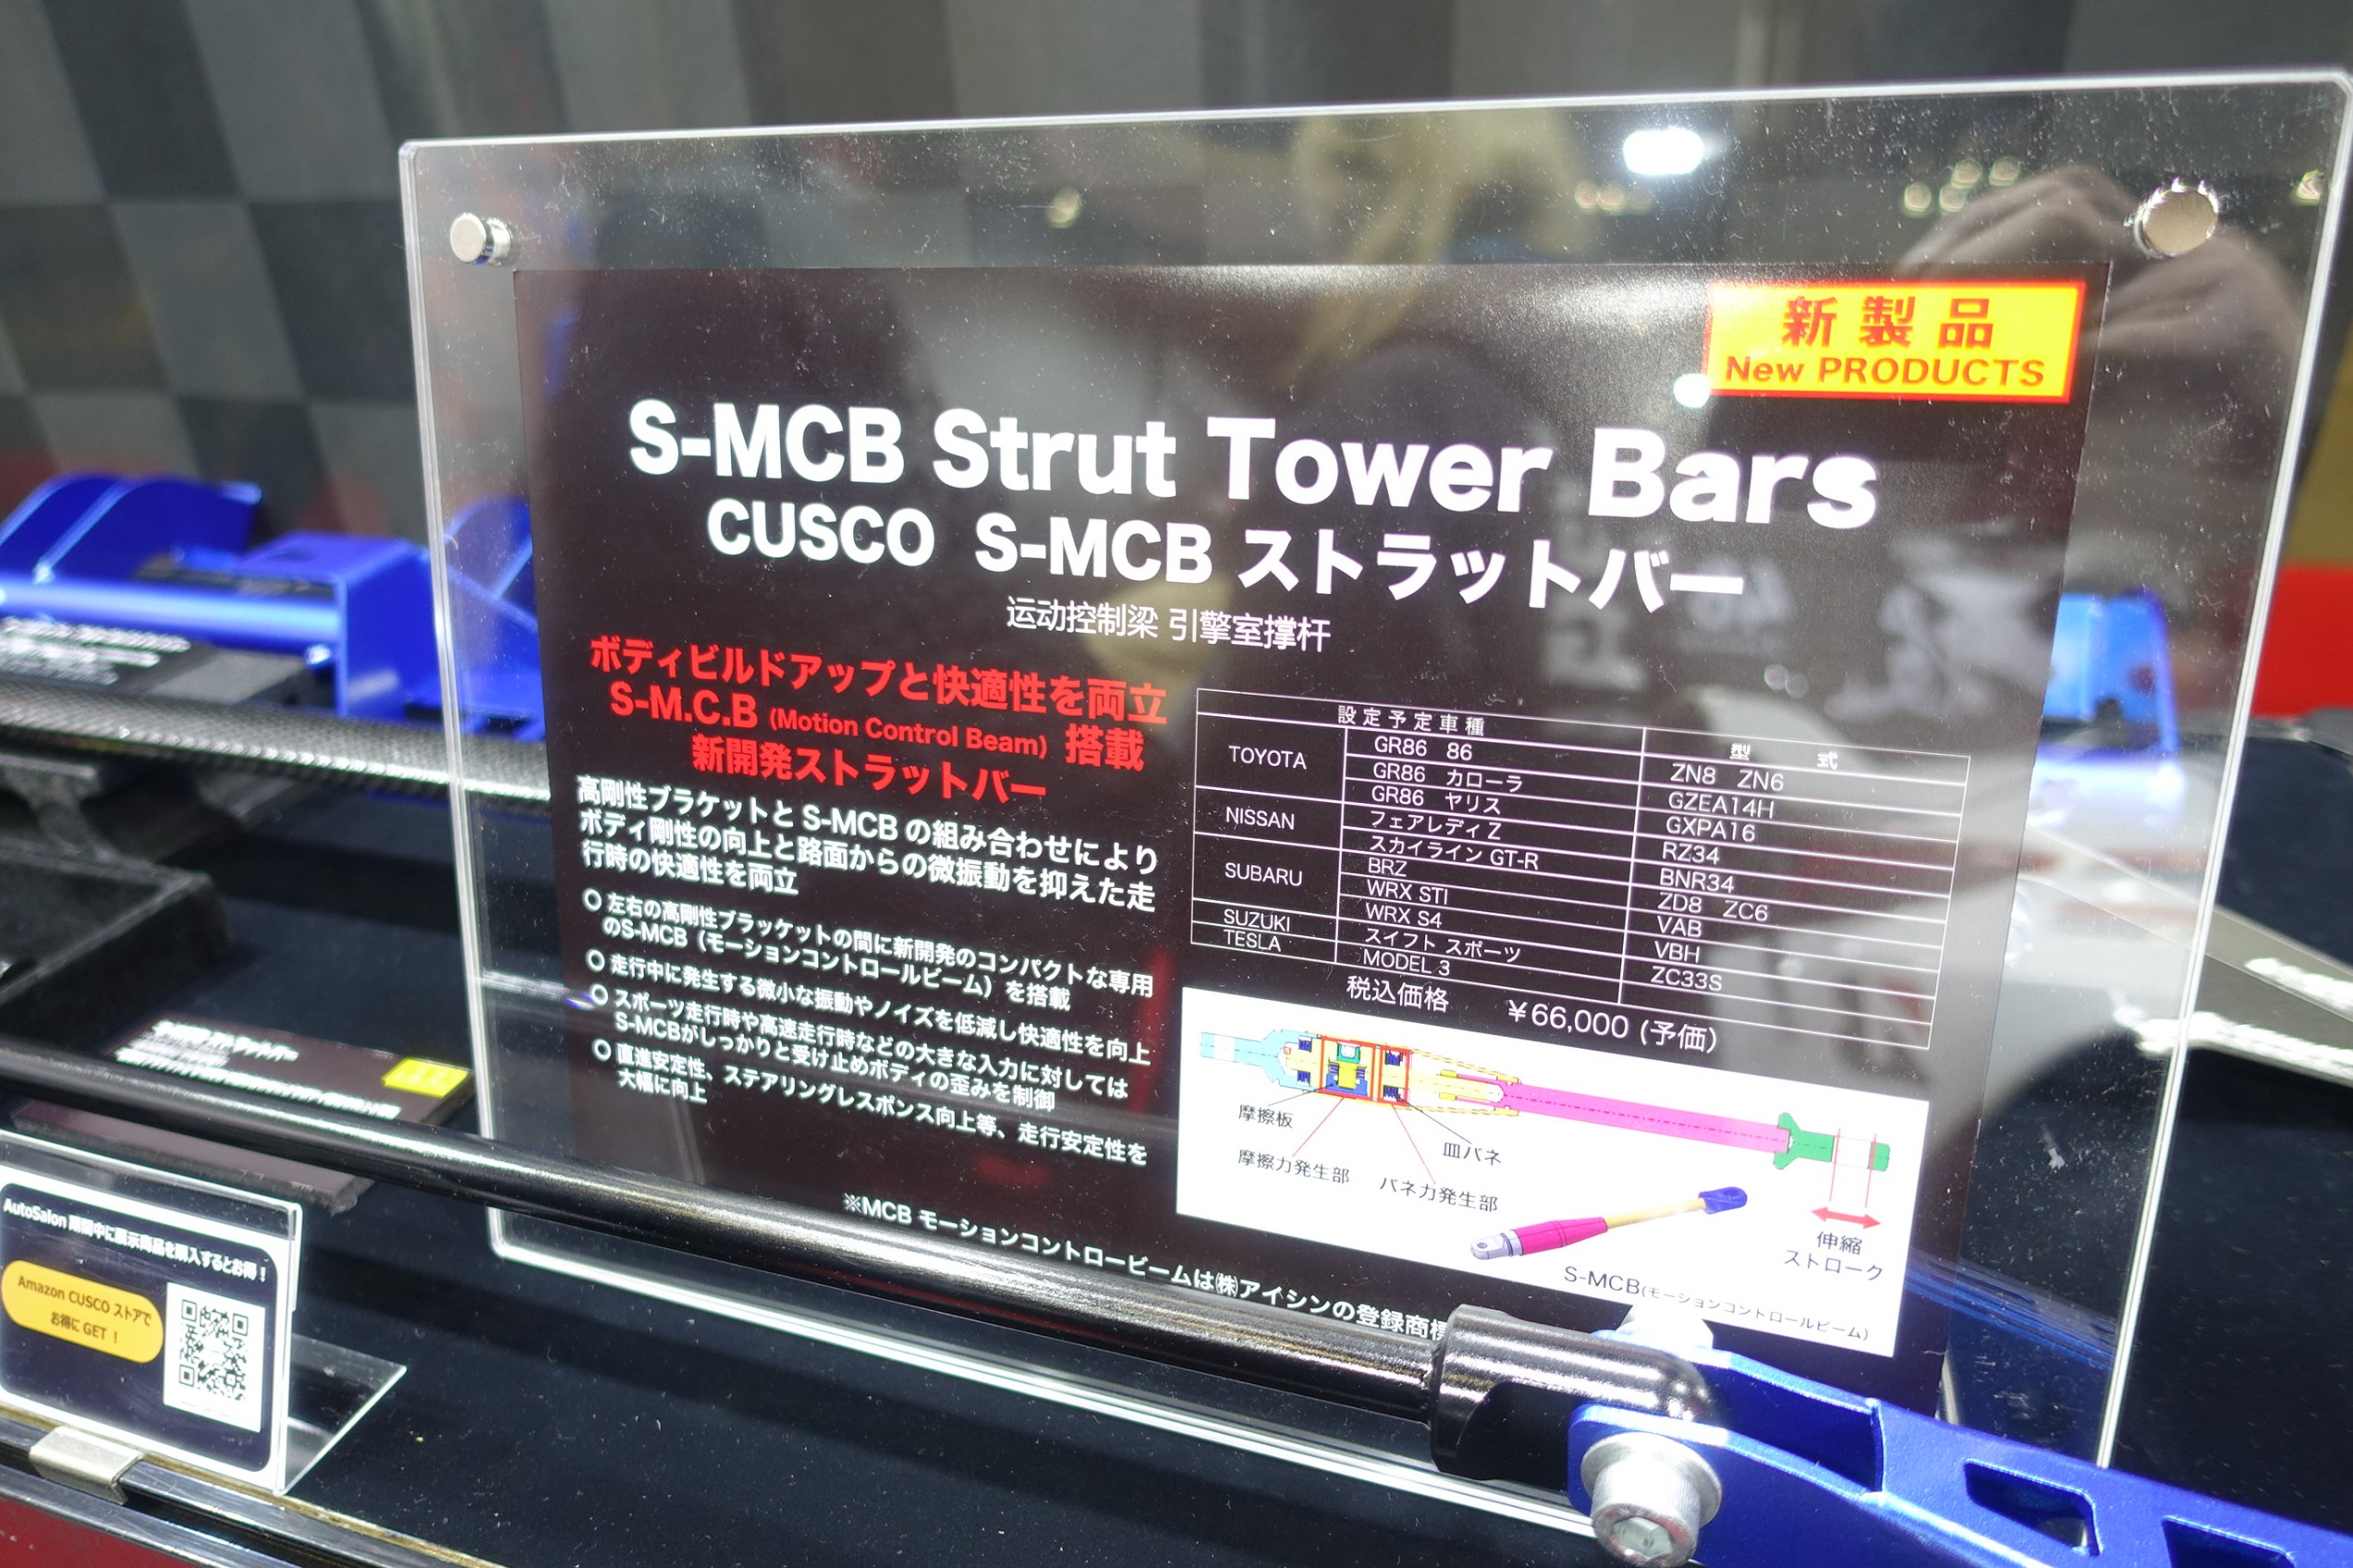 新製品
New PRODUCTS
S-MCB Strut Tower Bars
CUSCO S-MCB ストラットバー
运动控制梁 引擎室撑杆
ボディビルドアップと快適性を両立
S-M.C.B (Motion Control Beam) 搭載
新開発ストラットバー
高剛性ブラケットと S-MCB の組み合わせにより
ボディ剛性の向上と路面からの微振動を抑えた走
行時の快適性を両立
○ 左右の高剛性ブラッケットの間に新開発のコンパクトな専用
のS-MCB（モーションコントロールビーム）を搭載
○ 走行中に発生する微小な振動やノイズを低減し快適性を向上
○ スポーツ走行時や高速走行時などの大きな入力に対しては
S-MCBがしっかりと受け止めボディの歪みを制御
○ 直進安定性、ステアリングレスポンス向上等、走行安定性を
大幅に向上
※MCB モーションコントロービームは㈱アイシンの登録商標
設定予定車種 型式
TOYOTA GR86 86 ZN8 ZN6
GR86 カローラ GZEA14H
GR86 ヤリス GXPA16
NISSAN フェアレディ Z RZ34
スカイライン GT-R BNR34
SUBARU BRZ ZD8 ZC6
WRX STI VAB
WRX S4 VBH
SUZUKI スイフト スポーツ ZC33S
TESLA MODEL 3
税込価格 ￥66,000 (予価)
摩擦板
摩擦力発生部
皿バネ
バネ力発生部
伸縮
ストローク
S-MCB(モーションコントロールビーム)
AutoSalon 期間中に展示商品を購入するとお得！
Amazon CUSCO ストアで
お得に GET！